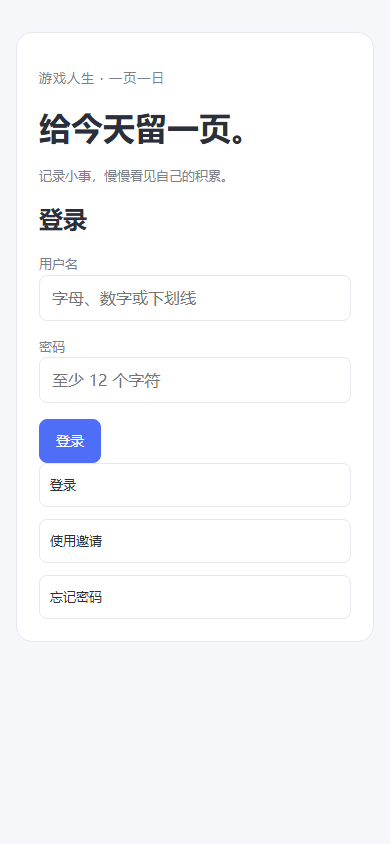 游戏人生 · 一页一日
给今天留一页。
记录小事，慢慢看见自己的积累。
登录
用户名
字母、数字或下划线
密码
至少 12 个字符
登录
登录
使用邀请
忘记密码